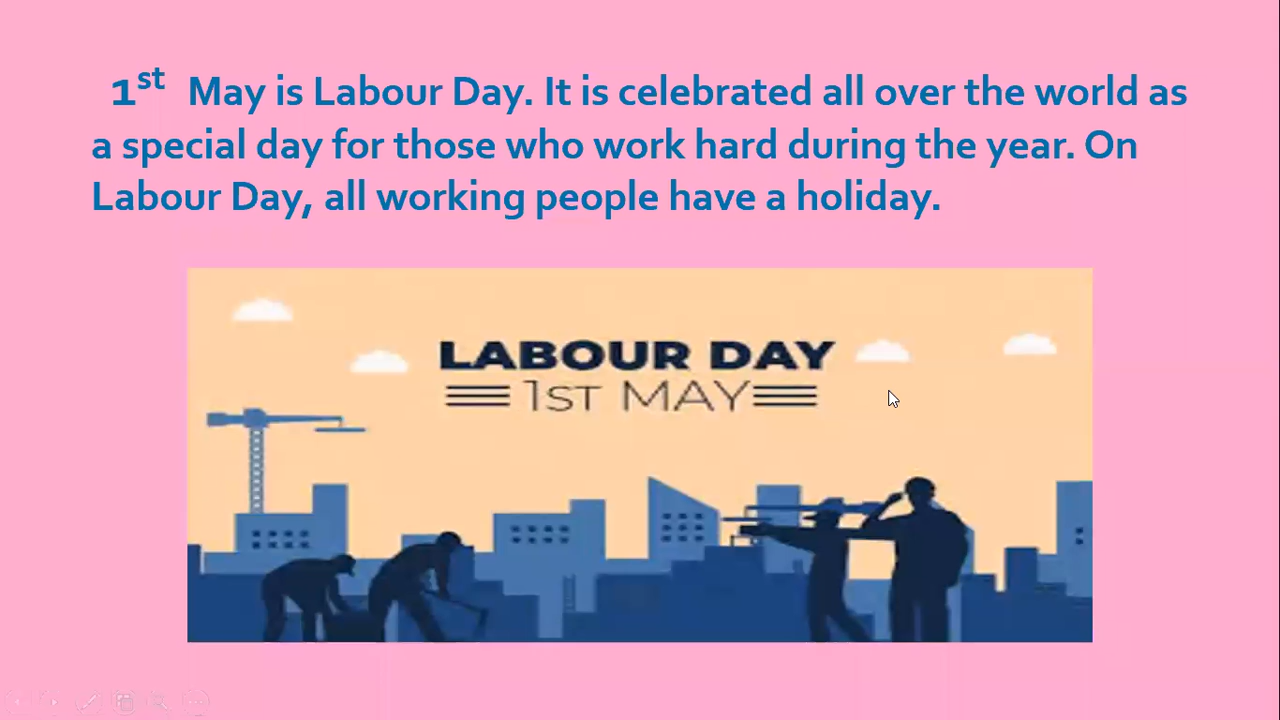 1st May is Labour Day. It is celebrated all over the world as
a special day for those who work hard during the year. On
Labour Day, all working people have a holiday.
LABOUR DAY
1ST MAY